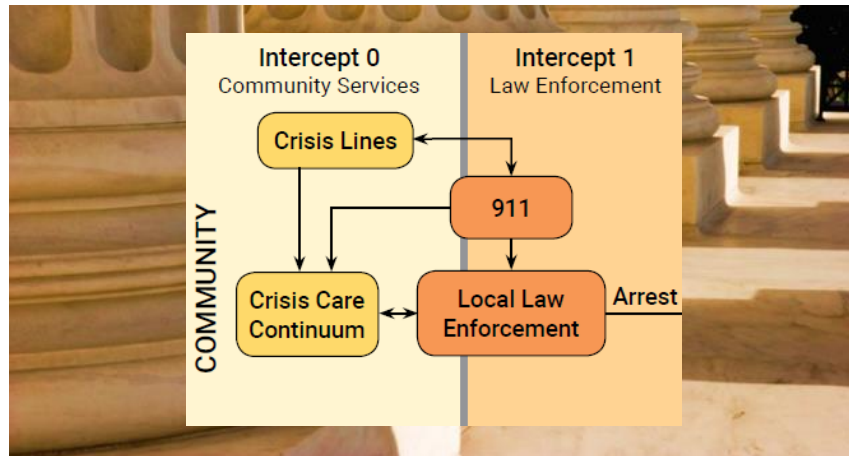 Intercept 0
Community Services
Intercept 1
Law Enforcement
Crisis Lines
911
COMMUNITY
Crisis Care
Continuum
Local Law
Enforcement
Arrest